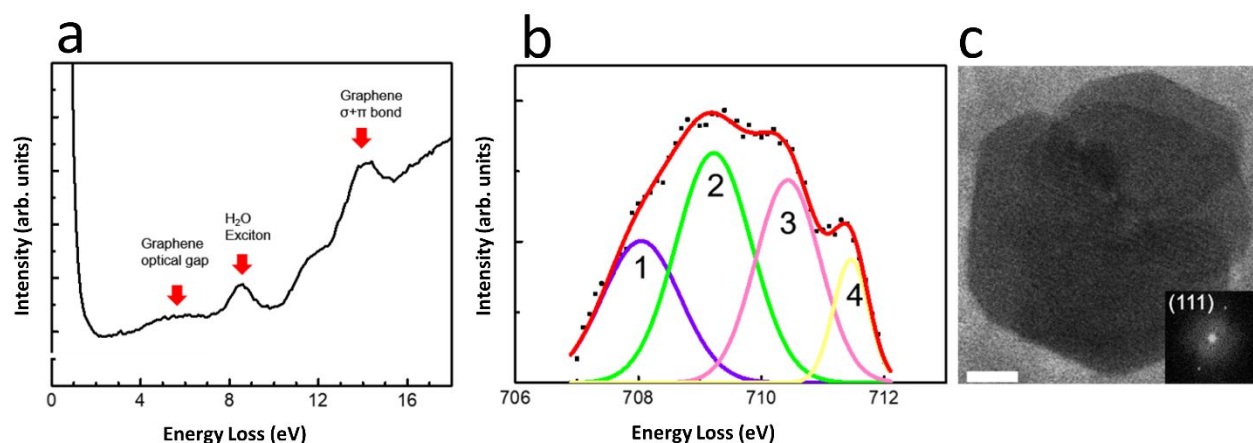 a
Intensity (arb. units)
Graphene
optical gap
H₂O
Exciton
Graphene
σ+π bond
0 4 8 12 16
Energy Loss (eV)
b
Intensity (arb. units)
1
2
3
4
706 708 710 712
Energy Loss (eV)
c
(111)